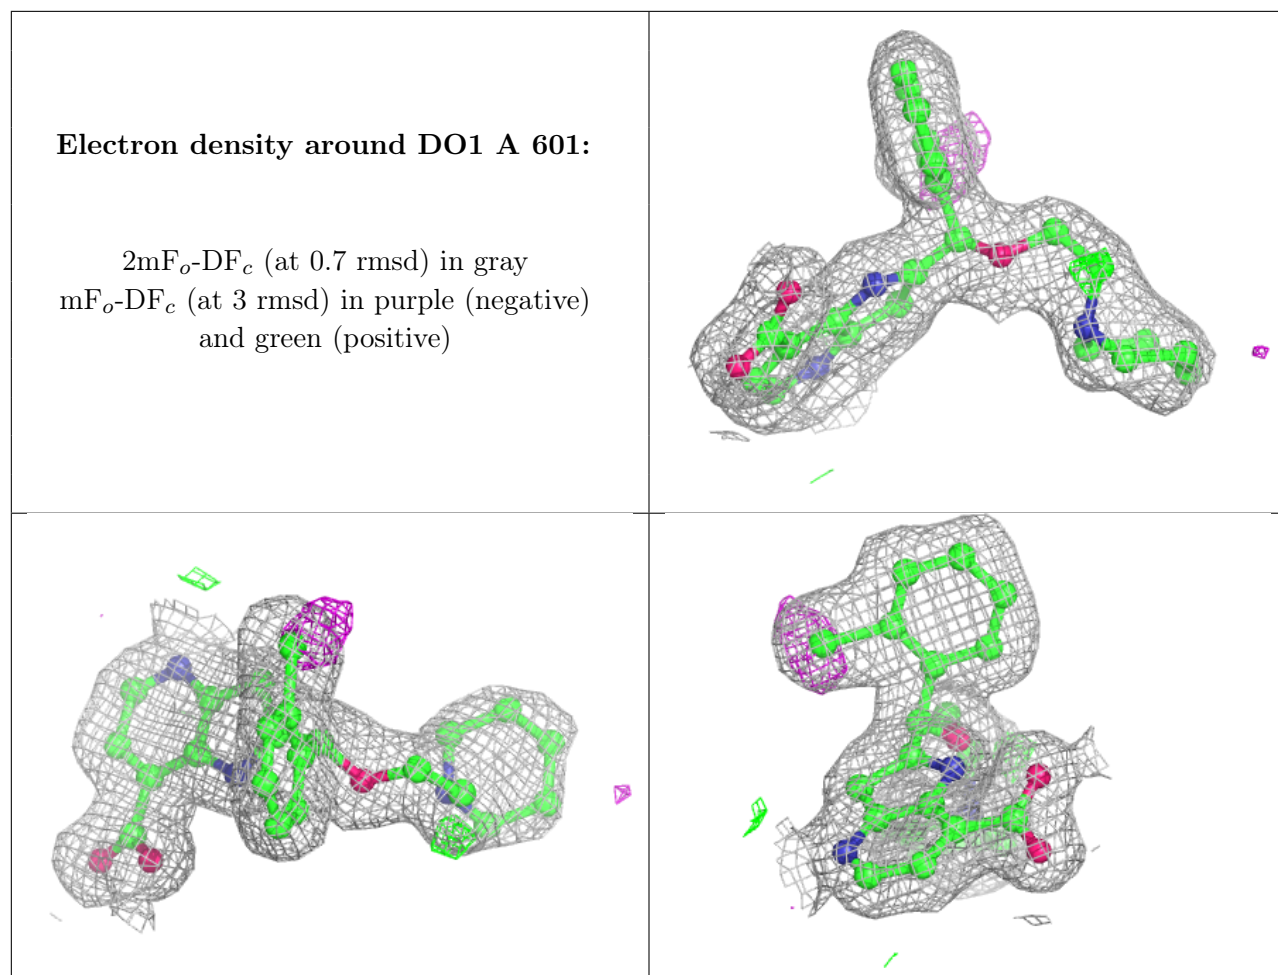 Electron density around DO1 A 601:
2mFₒ-DF𝒸 (at 0.7 rmsd) in gray
mFₒ-DF𝒸 (at 3 rmsd) in purple (negative)
and green (positive)